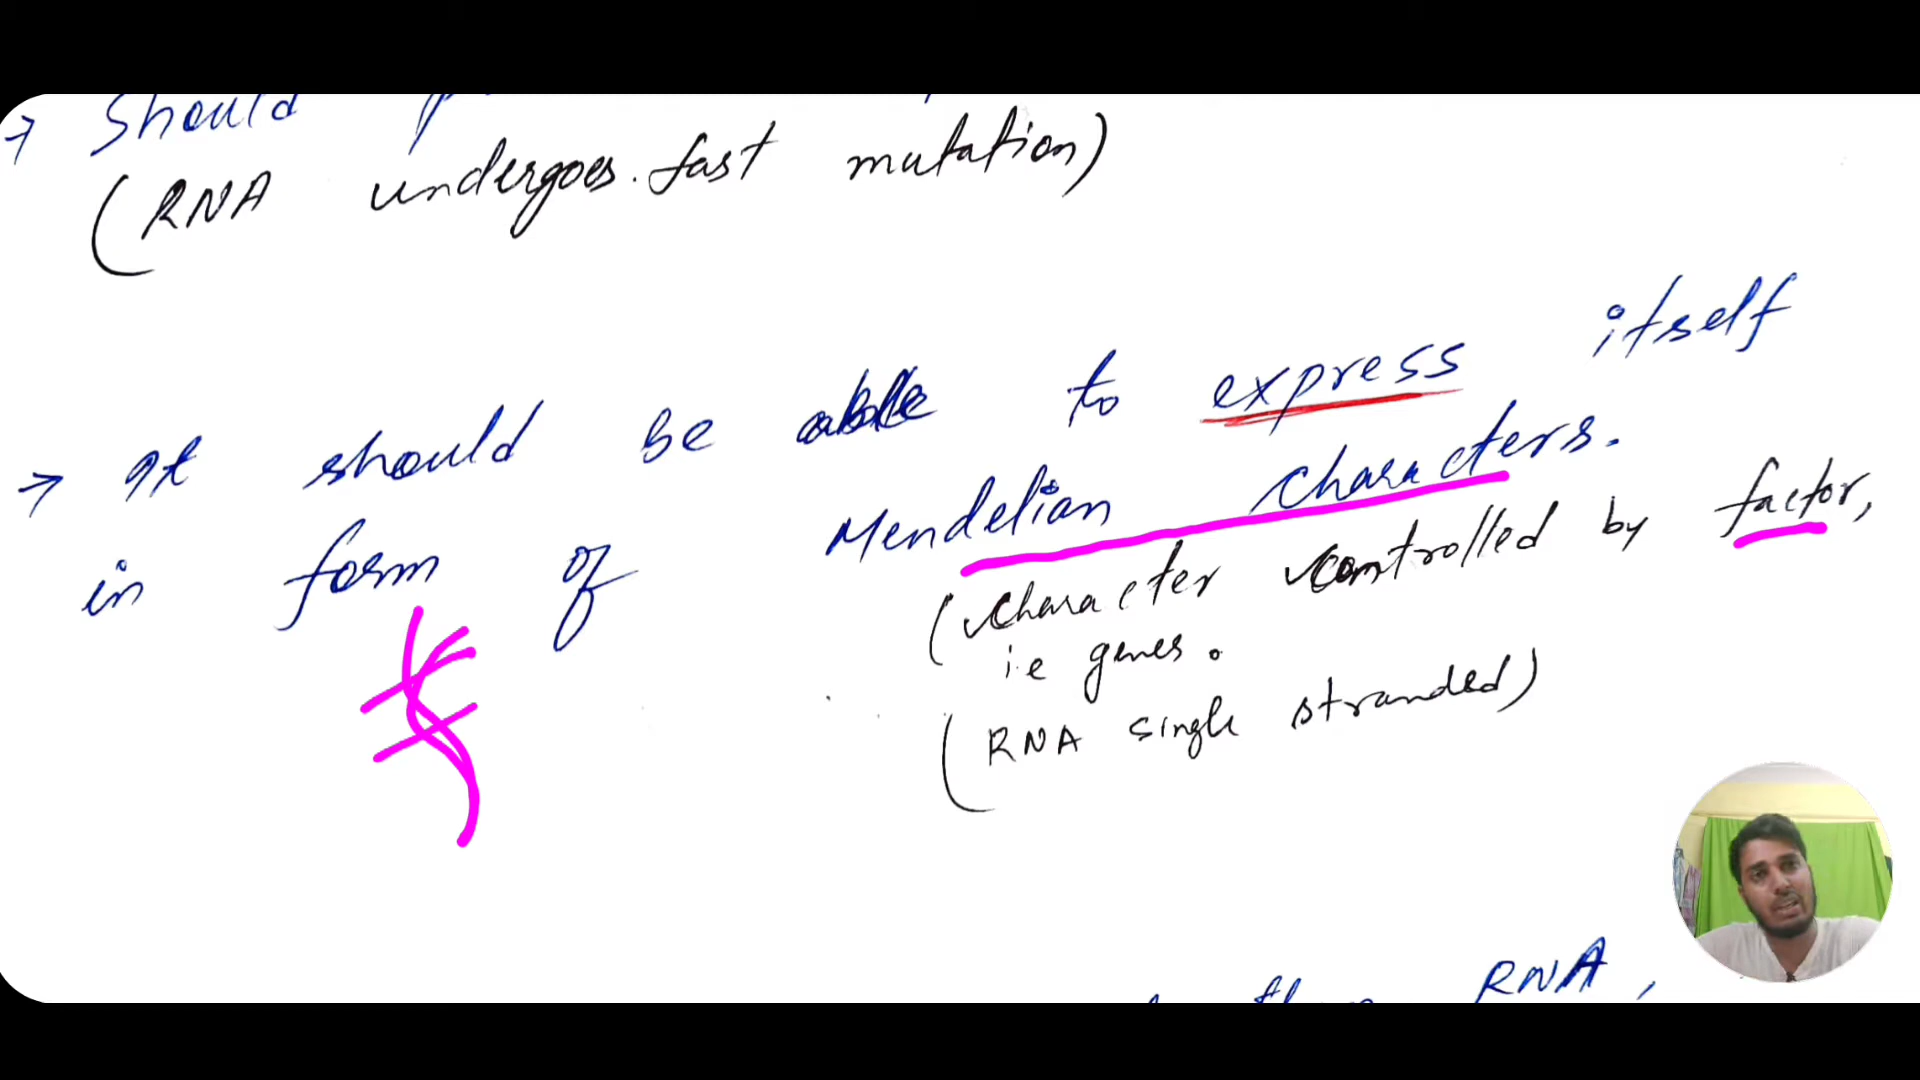 → Should
(RNA undergoes fast mutation)
→ It should be able to express itself
in form of Mendelian characters.
(character controlled by factor,
i.e genes.
(RNA single stranded)
RNA,